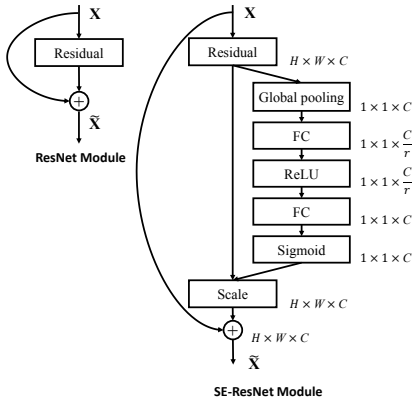 X
Residual
+
X̃
ResNet Module
X
Residual
H × W × C
Global pooling
1 × 1 × C
FC
1 × 1 × C/r
ReLU
1 × 1 × C/r
FC
1 × 1 × C
Sigmoid
1 × 1 × C
Scale
H × W × C
+
H × W × C
X̃
SE-ResNet Module